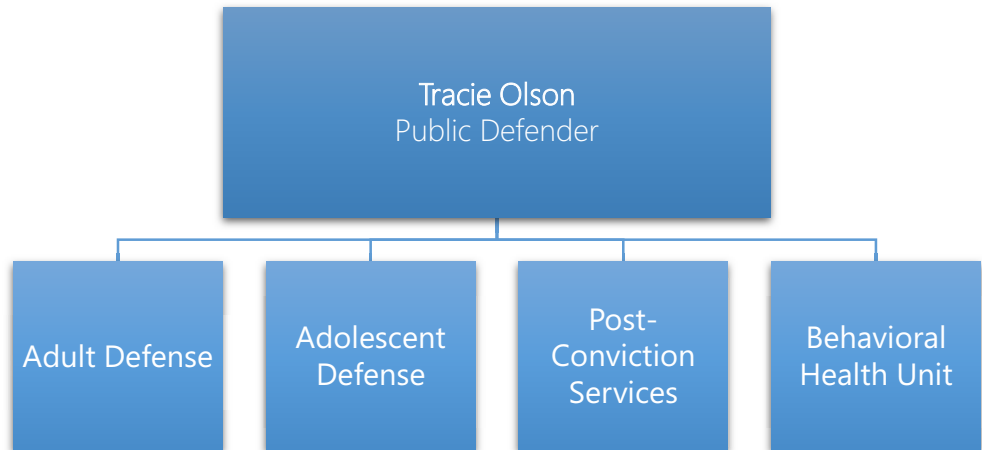 Tracie Olson
Public Defender
Adult Defense
Adolescent
Defense
Post-
Conviction
Services
Behavioral
Health Unit